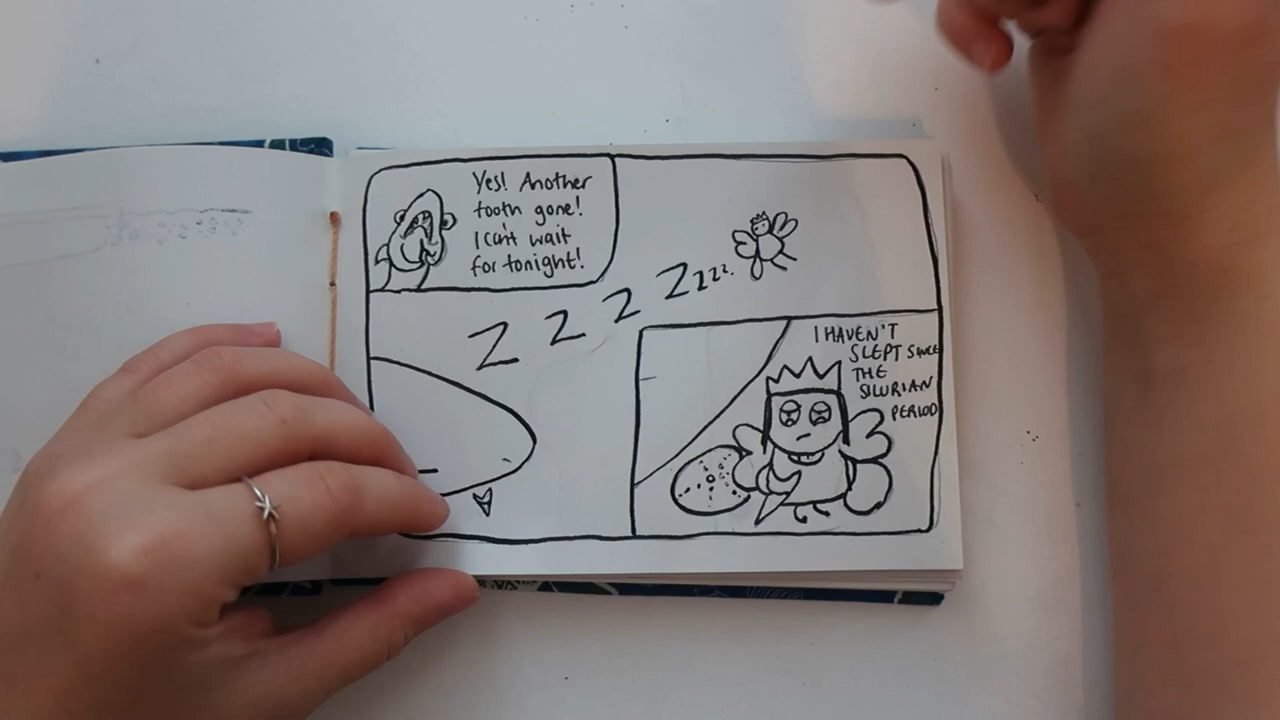 Yes! Another
tooth gone!
I can't wait
for tonight!
Z Z Z Zzzz.
I HAVEN'T
SLEPT SINCE
THE
SILURIAN
PERIOD